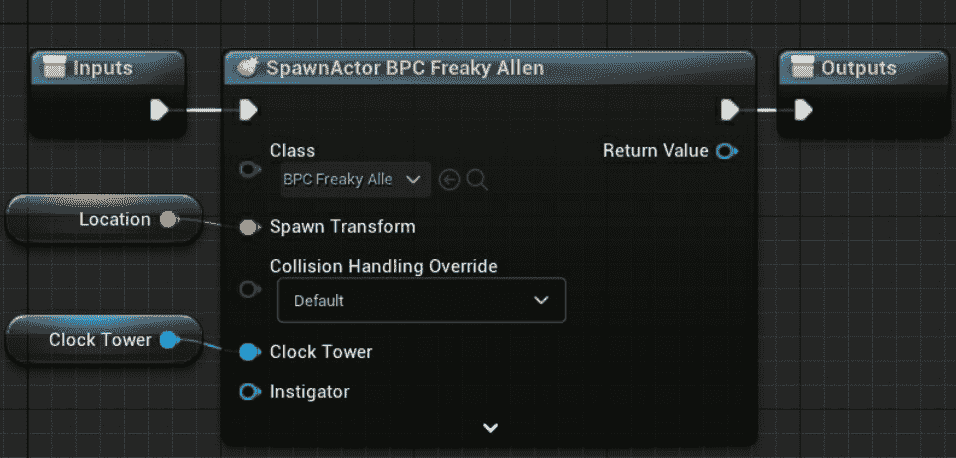 Inputs
SpawnActor BPC Freaky Allen
Outputs
Class
Return Value
BPC Freaky Alle
Location
Spawn Transform
Collision Handling Override
Default
Clock Tower
Clock Tower
Instigator